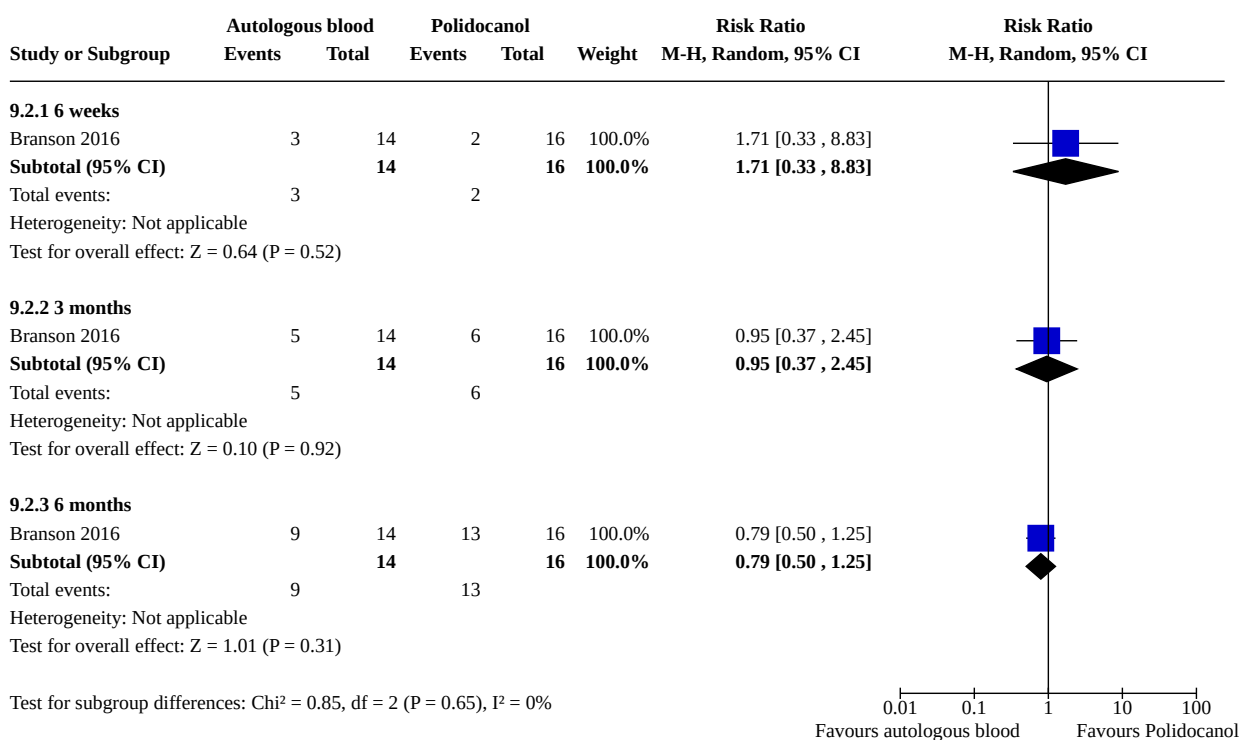 Autologous blood Polidocanol Risk Ratio Risk Ratio
Study or Subgroup Events Total Events Total Weight M-H, Random, 95% CI M-H, Random, 95% CI
9.2.1 6 weeks
Branson 2016 3 14 2 16 100.0% 1.71 [0.33 , 8.83]
Subtotal (95% CI) 14 16 100.0% 1.71 [0.33 , 8.83]
Total events: 3 2
Heterogeneity: Not applicable
Test for overall effect: Z = 0.64 (P = 0.52)
9.2.2 3 months
Branson 2016 5 14 6 16 100.0% 0.95 [0.37 , 2.45]
Subtotal (95% CI) 14 16 100.0% 0.95 [0.37 , 2.45]
Total events: 5 6
Heterogeneity: Not applicable
Test for overall effect: Z = 0.10 (P = 0.92)
9.2.3 6 months
Branson 2016 9 14 13 16 100.0% 0.79 [0.50 , 1.25]
Subtotal (95% CI) 14 16 100.0% 0.79 [0.50 , 1.25]
Total events: 9 13
Heterogeneity: Not applicable
Test for overall effect: Z = 1.01 (P = 0.31)
Test for subgroup differences: Chi² = 0.85, df = 2 (P = 0.65), I² = 0%
0.01 0.1 1 10 100
Favours autologous blood Favours Polidocanol